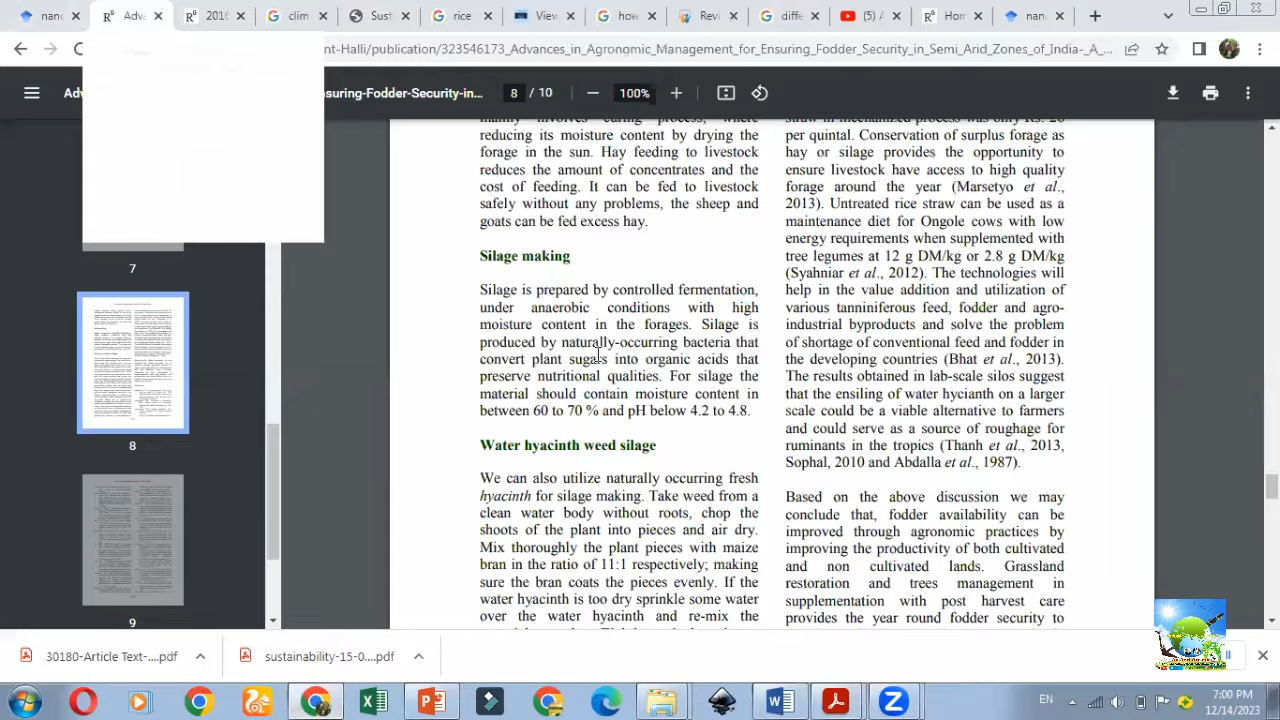 nan
Adva
2016
clim
Sust
rice
View
how
Revi
diffe
(5) A
Hom
nan
nt-Halli/publication/323546173_Advances_in_Agronomic_Management_for_Ensuring_Fodder_Security_in_Semi_Arid_Zones_of_India-_A_...
Adv
nsuring-Fodder-Security-in...
8 / 10
100%
7
8
9
reducing its moisture content by drying the
forage in the sun. Hay feeding to livestock
reduces the amount of concentrates and the
cost of feeding. It can be fed to livestock
safely without any problems, the sheep and
goats can be fed excess hay.
Silage making
Silage is prepared by controlled fermentation,
under anaerobic conditions with high
the forages. Silage is
produced by naturally-occurring bacteria that
convert plant sugars into organic acids that
preserve nutritional qualities. For silage the
material should contain moisture content in
between 60 to % and pH below 4.2 to 4.8.
Water hyacinth weed silage
We can also utilize naturally occurring fresh
hyacinth for silage making. Take weed from a
clean water body without roots, chop the
shoots of material into pieces and air dry.
Mix thoroughly the plant pieces with maize
bran in the ratio of 11:1 respectively, making
sure the bran coats the pieces evenly. If the
water hyacinth is too dry sprinkle some water
over the water hyacinth and re-mix the
straw in mechanized process was only Rs. 20
per quintal. Conservation of surplus forage as
hay or silage provides the opportunity to
ensure livestock have access to high quality
forage around the year (Marsetyo et al.,
2013). Untreated rice straw can be used as a
maintenance diet for Ongole cows with low
energy requirements when supplemented with
tree legumes at 12 g DM/kg or 2.8 g DM/kg
(Syahniar et al., 2012). The technologies will
help in the value addition and utilization of
various tanniferous feed, fodder and agro-
industrial byproducts and solve the problem
of shortage of conventional feed and fodder in
the developing countries (Bhat et al., 2013).
The results obtained in lab-scale silos suggest
that the ensiling of water hyacinth on a larger
scale could be a viable alternative to farmers
and could serve as a source of roughage for
ruminants in the tropics (Thanh et al., 2013,
Sophal, 2010 and Abdalla et al., 1987).
Based on the above discussion we may
conclude that fodder availability can be
improved through agronomic practices by
improving the productivity of both cultivated
and non cultivated lands. Grassland
restoration and trees management in
supplementation with post harvest care
provides the year round fodder security to
30180-Article Text-....pdf
sustainability-15-0....pdf
EN
7:00 PM
12/14/2023